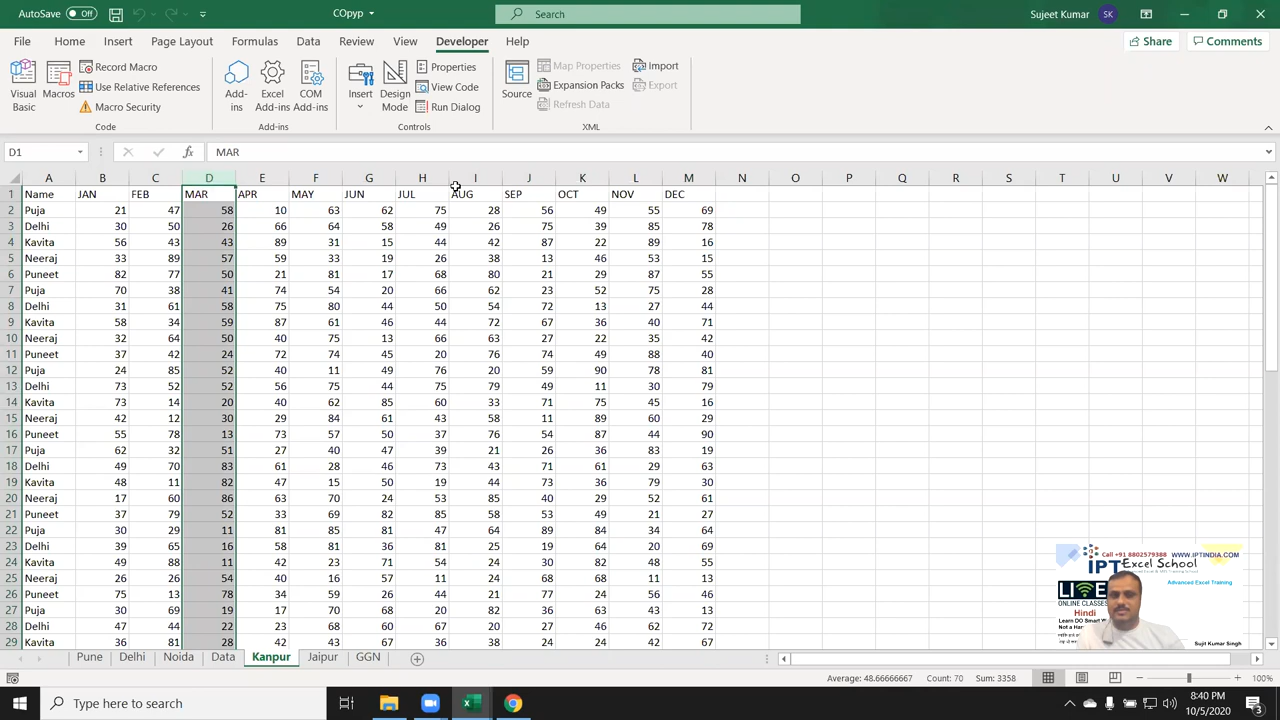 AutoSave Off COpyp Search Sujeet Kumar SK
File Home Insert Page Layout Formulas Data Review View Developer Help Share Comments
Visual Basic Macros Record Macro Use Relative References Macro Security Code
Add-ins Excel Add-ins COM Add-ins Add-ins
Insert Design Mode Properties View Code Run Dialog Controls
Source Map Properties Expansion Packs Refresh Data Import Export XML
D1 fx MAR
A B C D E F G H I J K L M N O P Q R S T U V W
1 Name JAN FEB MAR APR MAY JUN JUL AUG SEP OCT NOV DEC
2 Puja 21 47 58 10 63 62 75 28 56 49 55 69
3 Delhi 30 50 26 66 64 58 49 26 75 39 85 78
4 Kavita 56 43 43 89 31 15 44 42 87 22 89 16
5 Neeraj 33 89 57 59 33 19 26 38 13 46 53 15
6 Puneet 82 77 50 21 81 17 68 80 21 29 87 55
7 Puja 70 38 41 74 54 20 66 62 23 52 75 28
8 Delhi 31 61 58 75 80 44 50 54 72 13 27 44
9 Kavita 58 34 59 87 61 46 44 72 67 36 40 71
10 Neeraj 32 64 50 40 75 13 66 63 27 22 35 42
11 Puneet 37 42 24 72 74 45 20 76 74 49 88 40
12 Puja 24 85 52 40 11 49 76 20 59 90 78 81
13 Delhi 73 52 52 56 75 44 75 79 49 11 30 79
14 Kavita 73 14 20 40 62 85 60 33 71 75 45 16
15 Neeraj 42 12 30 29 84 61 43 58 11 89 60 29
16 Puneet 55 78 13 73 57 50 37 76 54 87 44 90
17 Puja 62 32 51 27 40 47 39 21 26 36 83 19
18 Delhi 49 70 83 61 28 46 73 43 71 61 29 63
19 Kavita 48 11 82 47 15 50 19 44 73 36 79 30
20 Neeraj 17 60 86 63 70 24 53 85 40 29 52 61
21 Puneet 37 79 52 33 69 82 85 58 53 49 21 27
22 Puja 30 29 11 81 85 81 47 64 89 84 34 64
23 Delhi 39 65 16 58 81 36 81 25 19 64 20 69
24 Kavita 49 88 11 42 23 71 54 24 30 82 48 55
25 Neeraj 26 26 54 40 16 57 11 24 68 68 11 13
26 Puneet 75 13 78 34 59 26 44 21 77 24 56 46
27 Puja 30 69 19 17 70 68 20 82 36 63 43 13
28 Delhi 47 44 22 23 68 60 67 20 27 46 62 72
29 Kavita 36 81 28 42 43 67 36 38 24 24 42 67
Call +91 8802579388 WWW.IPTINDIA.COM
IPT Excel School
Advanced Excel Training
LIVE
ONLINE CLASSES
Hindi
Learn DO Smart
Not a Har
Sujit Kumar Singh
Pune Delhi Noida Data Kanpur Jaipur GGN
Average: 48.66666667 Count: 70 Sum: 3358 100%
Type here to search
8:40 PM
10/5/2020
3